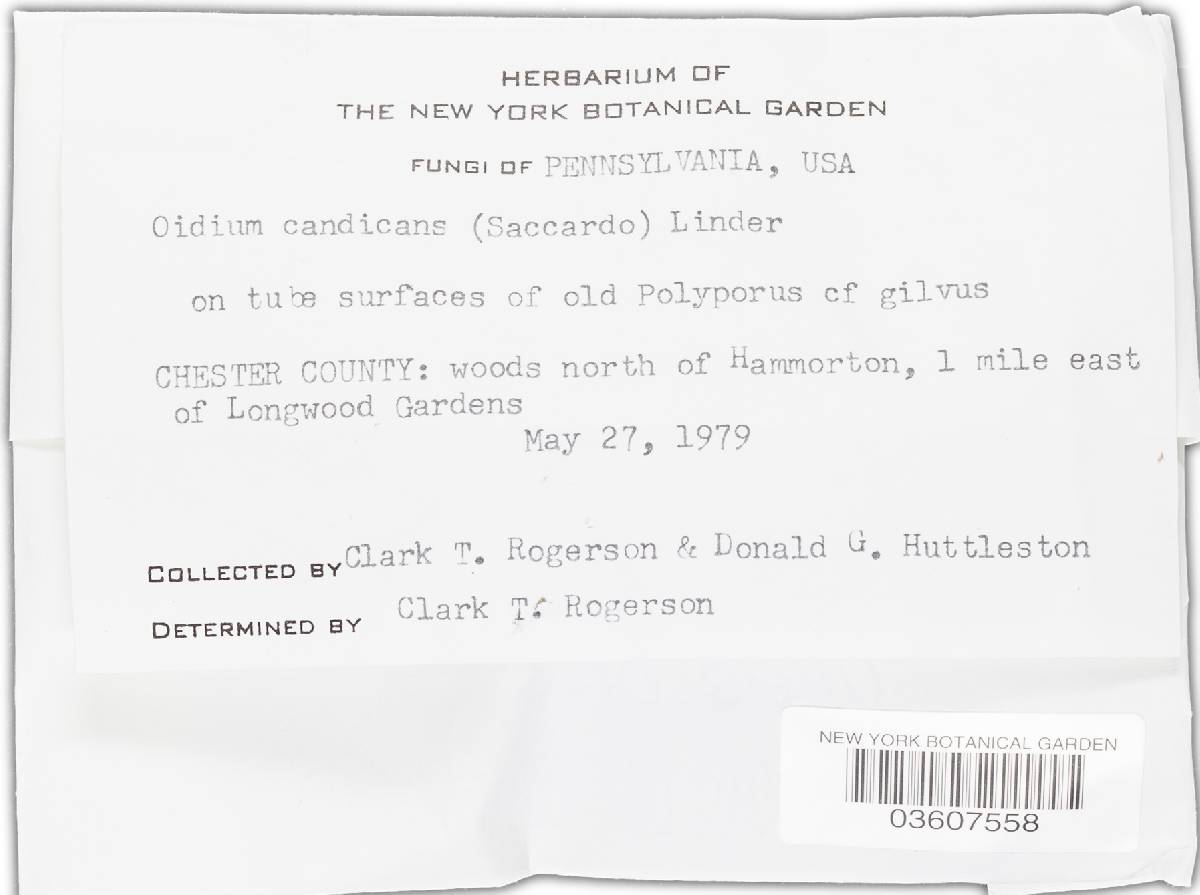 HERBARIUM OF
THE NEW YORK BOTANICAL GARDEN
FUNGI OF PENNSYLVANIA, USA
Oidium candicans (Saccardo) Linder
on tube surfaces of old Polyporus cf gilvus
CHESTER COUNTY: woods north of Hammorton, 1 mile east
of Longwood Gardens
May 27, 1979
COLLECTED BY Clark T. Rogerson & Donald G. Huttleston
DETERMINED BY Clark T. Rogerson
NEW YORK BOTANICAL GARDEN
03607558